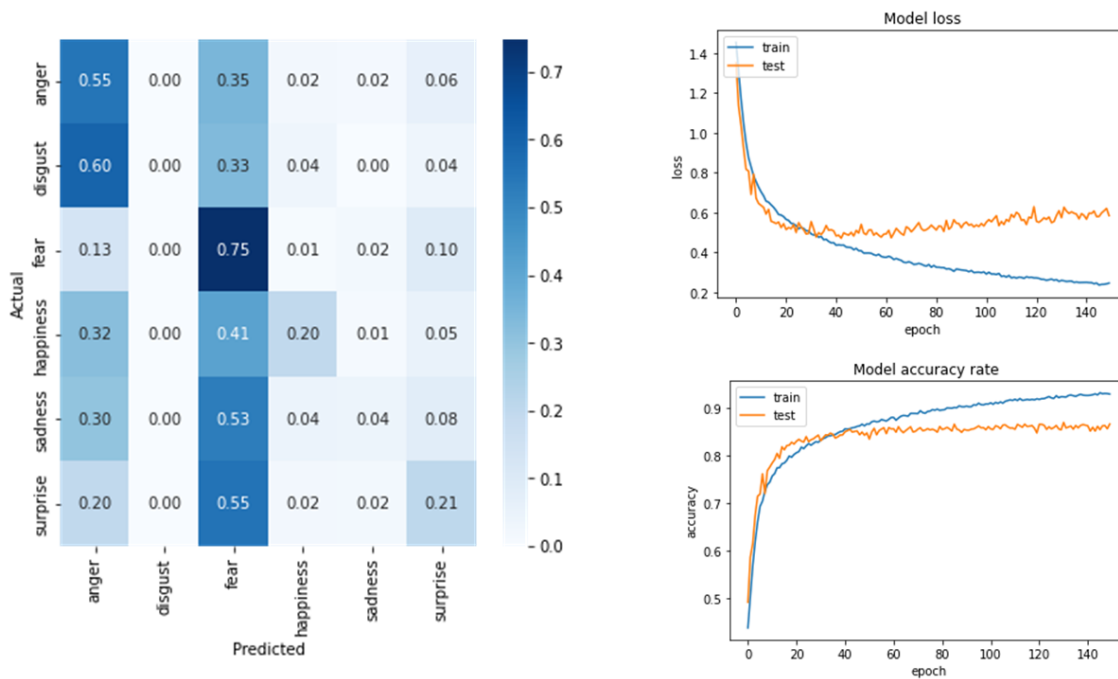 anger 0.55 0.00 0.35 0.02 0.02 0.06
disgust 0.60 0.00 0.33 0.04 0.00 0.04
fear 0.13 0.00 0.75 0.01 0.02 0.10
happiness 0.32 0.00 0.41 0.20 0.01 0.05
sadness 0.30 0.00 0.53 0.04 0.04 0.08
surprise 0.20 0.00 0.55 0.02 0.02 0.21
Actual
anger disgust fear happiness sadness surprise
Predicted
0.7
0.6
0.5
0.4
0.3
0.2
0.1
0.0
Model loss
train
test
1.4
1.2
1.0
0.8
0.6
0.4
0.2
loss
0 20 40 60 80 100 120 140
epoch
Model accuracy rate
train
test
0.9
0.8
0.7
0.6
0.5
accuracy
0 20 40 60 80 100 120 140
epoch